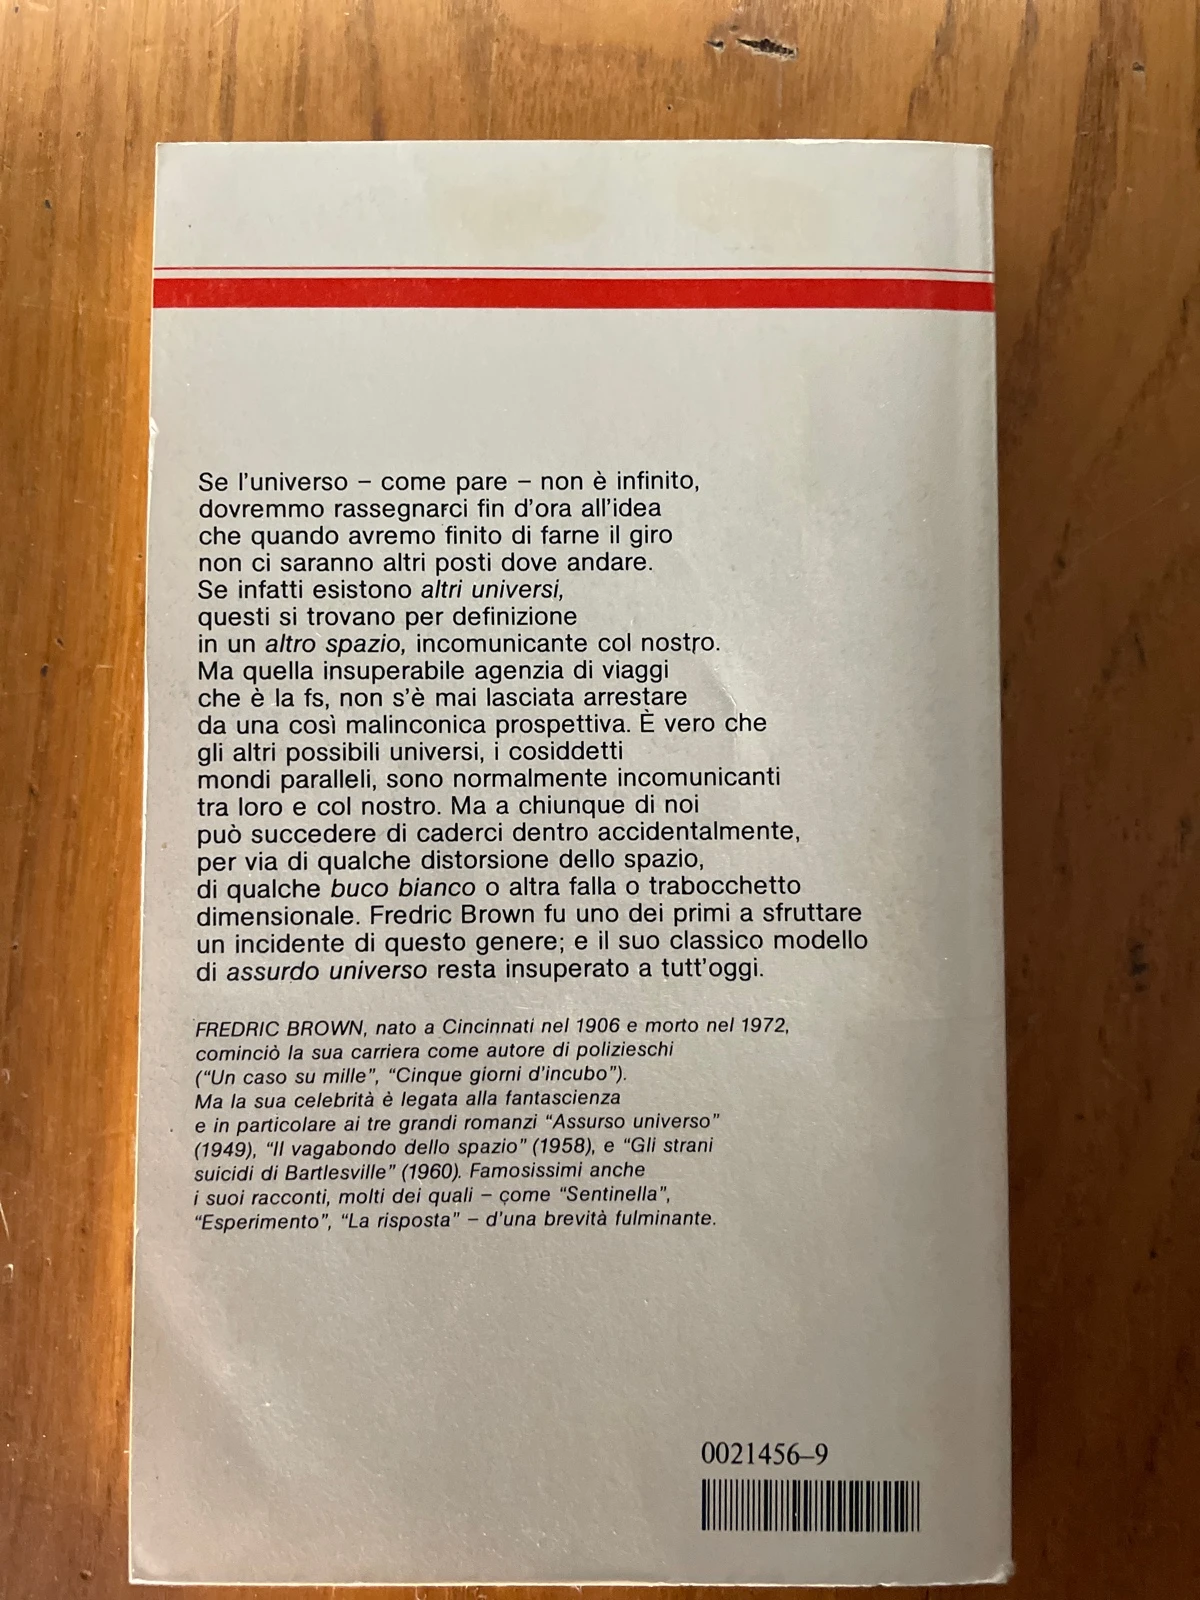 Se l'universo – come pare – non è infinito,
dovremmo rassegnarci fin d'ora all'idea
che quando avremo finito di farne il giro
non ci saranno altri posti dove andare.
Se infatti esistono altri universi,
questi si trovano per definizione
in un altro spazio, incomunicante col nostro.
Ma quella insuperabile agenzia di viaggi
che è la fs, non s'è mai lasciata arrestare
da una così malinconica prospettiva. È vero che
gli altri possibili universi, i cosiddetti
mondi paralleli, sono normalmente incomunicanti
tra loro e col nostro. Ma a chiunque di noi
può succedere di caderci dentro accidentalmente,
per via di qualche distorsione dello spazio,
di qualche buco bianco o altra falla o trabocchetto
dimensionale. Fredric Brown fu uno dei primi a sfruttare
un incidente di questo genere; e il suo classico modello
di assurdo universo resta insuperato a tutt'oggi.
FREDRIC BROWN, nato a Cincinnati nel 1906 e morto nel 1972,
cominciò la sua carriera come autore di polizieschi
("Un caso su mille", "Cinque giorni d'incubo").
Ma la sua celebrità è legata alla fantascienza
e in particolare ai tre grandi romanzi "Assurso universo"
(1949), "Il vagabondo dello spazio" (1958), e "Gli strani
suicidi di Bartlesville" (1960). Famosissimi anche
i suoi racconti, molti dei quali – come "Sentinella",
"Esperimento", "La risposta" – d'una brevità fulminante.
0021456–9